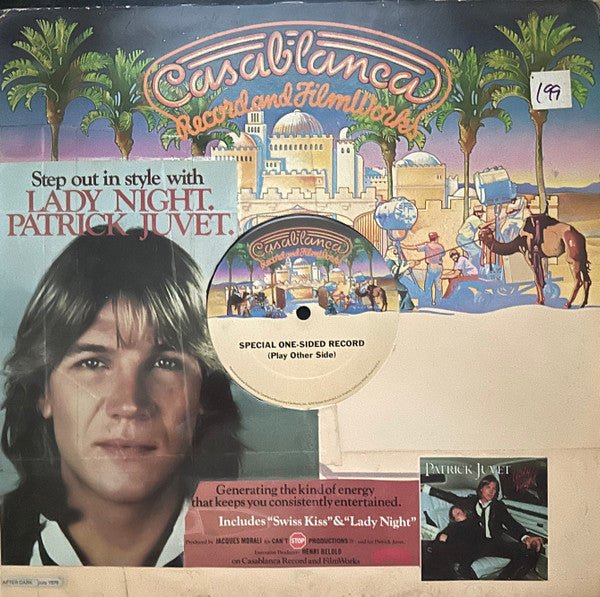 Casablanca
Record and FilmWorks
199
Step out in style with
LADY NIGHT.
PATRICK JUVET.
Casablanca
Record and FilmWorks
SPECIAL ONE-SIDED RECORD
(Play Other Side)
Generating the kind of energy
that keeps you consistently entertained.
Includes "Swiss Kiss" & "Lady Night"
Produced by JACQUES MORALI for CAN'T STOP PRODUCTIONS
Executive Producer: HENRI BELOLO
on Casablanca Record and FilmWorks
PATRICK JUVET
AFTER DARK July 1979